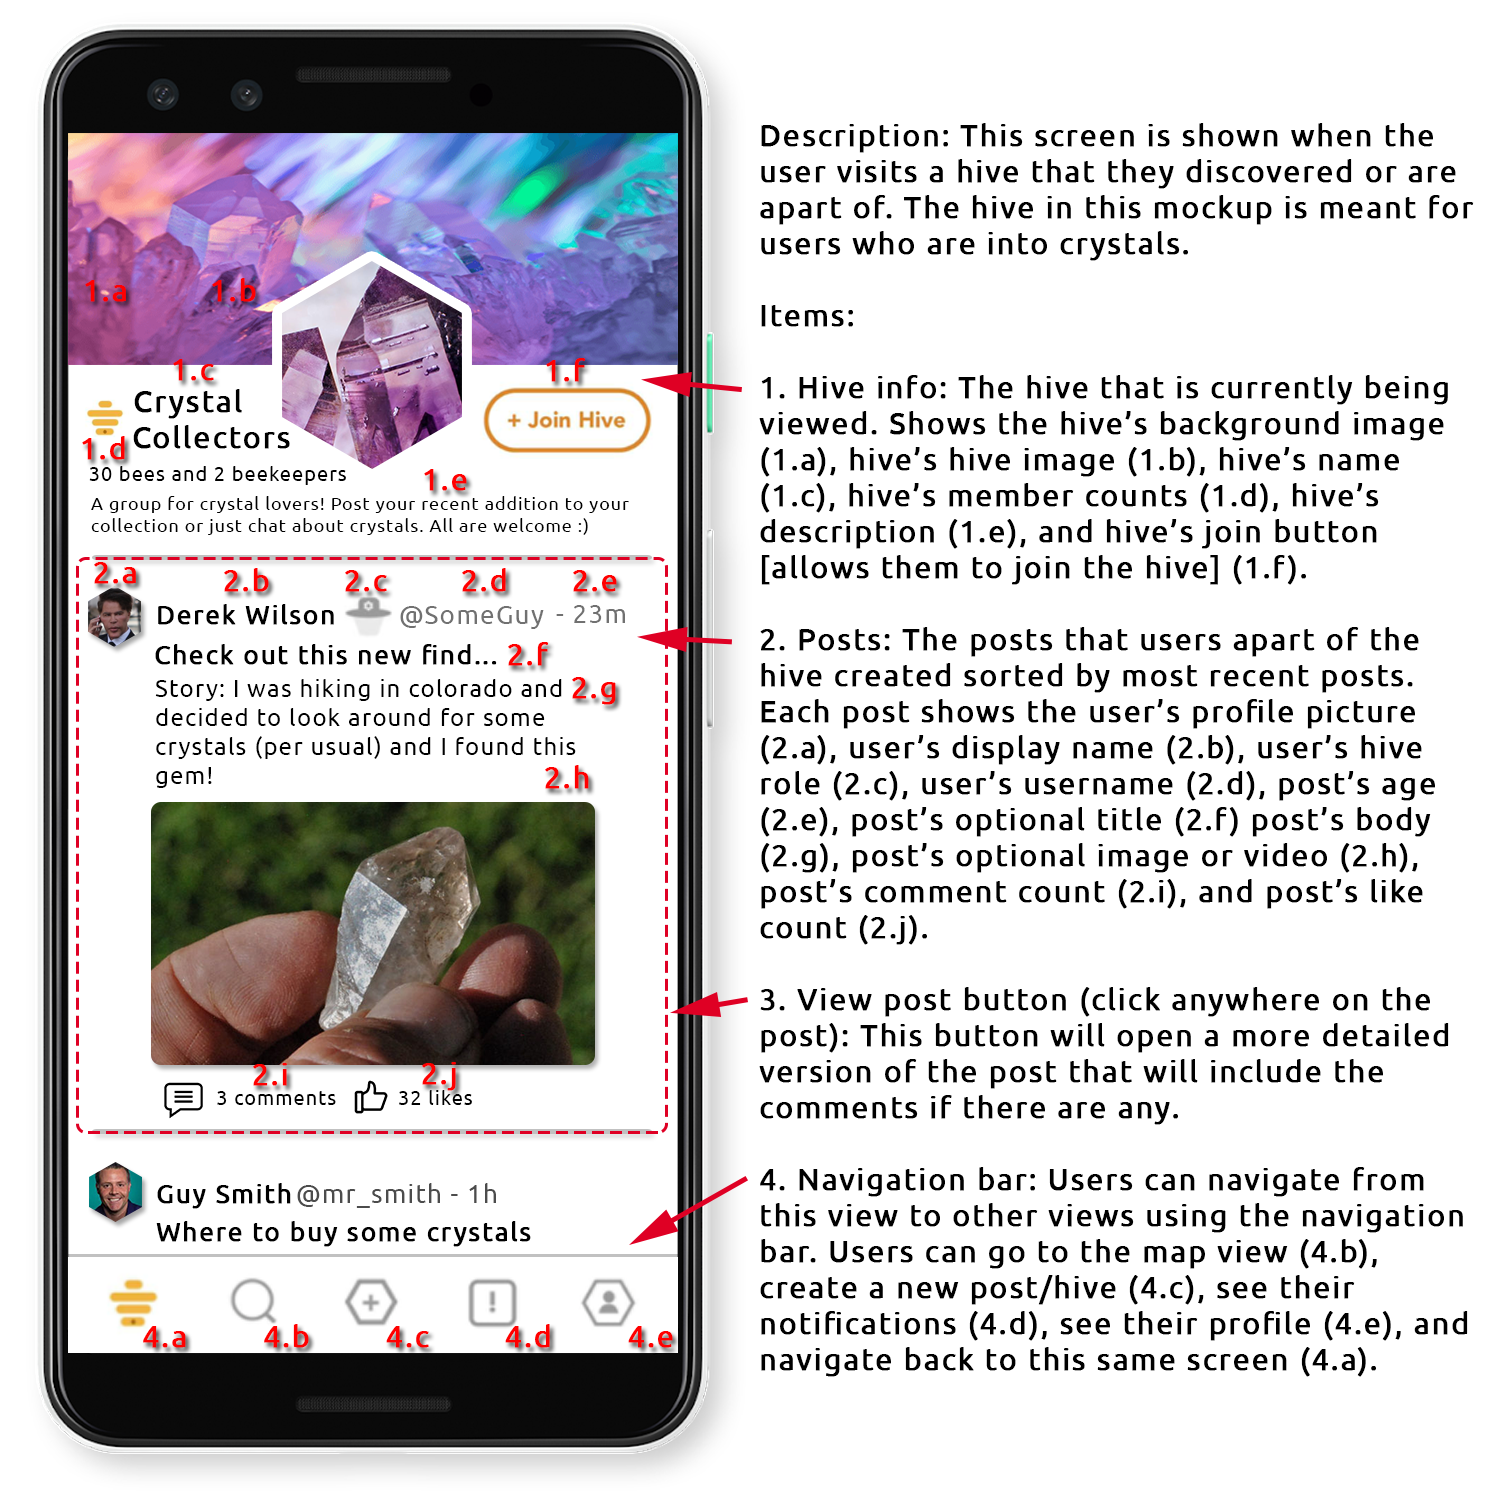 1.a
1.b
1.c
1.f
Crystal
Collectors
+ Join Hive
1.d
30 bees and 2 beekeepers
1.e
A group for crystal lovers! Post your recent addition to your
collection or just chat about crystals. All are welcome :)
2.a
2.b
2.c
2.d
2.e
Derek Wilson @SomeGuy - 23m
Check out this new find... 2.f
Story: I was hiking in colorado and 2.g
decided to look around for some
crystals (per usual) and I found this
gem!
2.h
2.i
2.j
3 comments 32 likes
Guy Smith @mr_smith - 1h
Where to buy some crystals
4.a
4.b
4.c
4.d
4.e
Description: This screen is shown when the
user visits a hive that they discovered or are
apart of. The hive in this mockup is meant for
users who are into crystals.
Items:
1. Hive info: The hive that is currently being
viewed. Shows the hive's background image
(1.a), hive's hive image (1.b), hive's name
(1.c), hive's member counts (1.d), hive's
description (1.e), and hive's join button
[allows them to join the hive] (1.f).
2. Posts: The posts that users apart of the
hive created sorted by most recent posts.
Each post shows the user's profile picture
(2.a), user's display name (2.b), user's hive
role (2.c), user's username (2.d), post's age
(2.e), post's optional title (2.f) post's body
(2.g), post's optional image or video (2.h),
post's comment count (2.i), and post's like
count (2.j).
3. View post button (click anywhere on the
post): This button will open a more detailed
version of the post that will include the
comments if there are any.
4. Navigation bar: Users can navigate from
this view to other views using the navigation
bar. Users can go to the map view (4.b),
create a new post/hive (4.c), see their
notifications (4.d), see their profile (4.e), and
navigate back to this same screen (4.a).